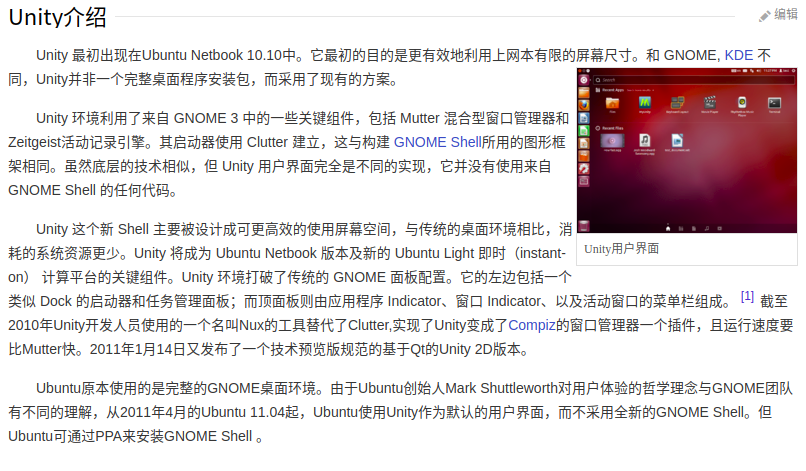 Unity介绍
编辑
Unity 最初出现在Ubuntu Netbook 10.10中。它最初的目的是更有效地利用上网本有限的屏幕尺寸。和 GNOME, KDE 不
同，Unity并非一个完整桌面程序安装包，而采用了现有的方案。
Unity 环境利用了来自 GNOME 3 中的一些关键组件，包括 Mutter 混合型窗口管理器和
Zeitgeist活动记录引擎。其启动器使用 Clutter 建立，这与构建 GNOME Shell所用的图形框
架相同。虽然底层的技术相似，但 Unity 用户界面完全是不同的实现，它并没有使用来自
GNOME Shell 的任何代码。
Unity用户界面
Unity 这个新 Shell 主要被设计成可更高效的使用屏幕空间，与传统的桌面环境相比，消
耗的系统资源更少。Unity 将成为 Ubuntu Netbook 版本及新的 Ubuntu Light 即时（instant-
on） 计算平台的关键组件。Unity 环境打破了传统的 GNOME 面板配置。它的左边包括一个
类似 Dock 的启动器和任务管理面板；而顶面板则由应用程序 Indicator、窗口 Indicator、以及活动窗口的菜单栏组成。 [1] 截至
2010年Unity开发人员使用的一个名叫Nux的工具替代了Clutter,实现了Unity变成了Compiz的窗口管理器一个插件，且运行速度要
比Mutter快。2011年1月14日又发布了一个技术预览版规范的基于Qt的Unity 2D版本。
Ubuntu原本使用的是完整的GNOME桌面环境。由于Ubuntu创始人Mark Shuttleworth对用户体验的哲学理念与GNOME团队
有不同的理解，从2011年4月的Ubuntu 11.04起，Ubuntu使用Unity作为默认的用户界面，而不采用全新的GNOME Shell。但
Ubuntu可通过PPA来安装GNOME Shell 。